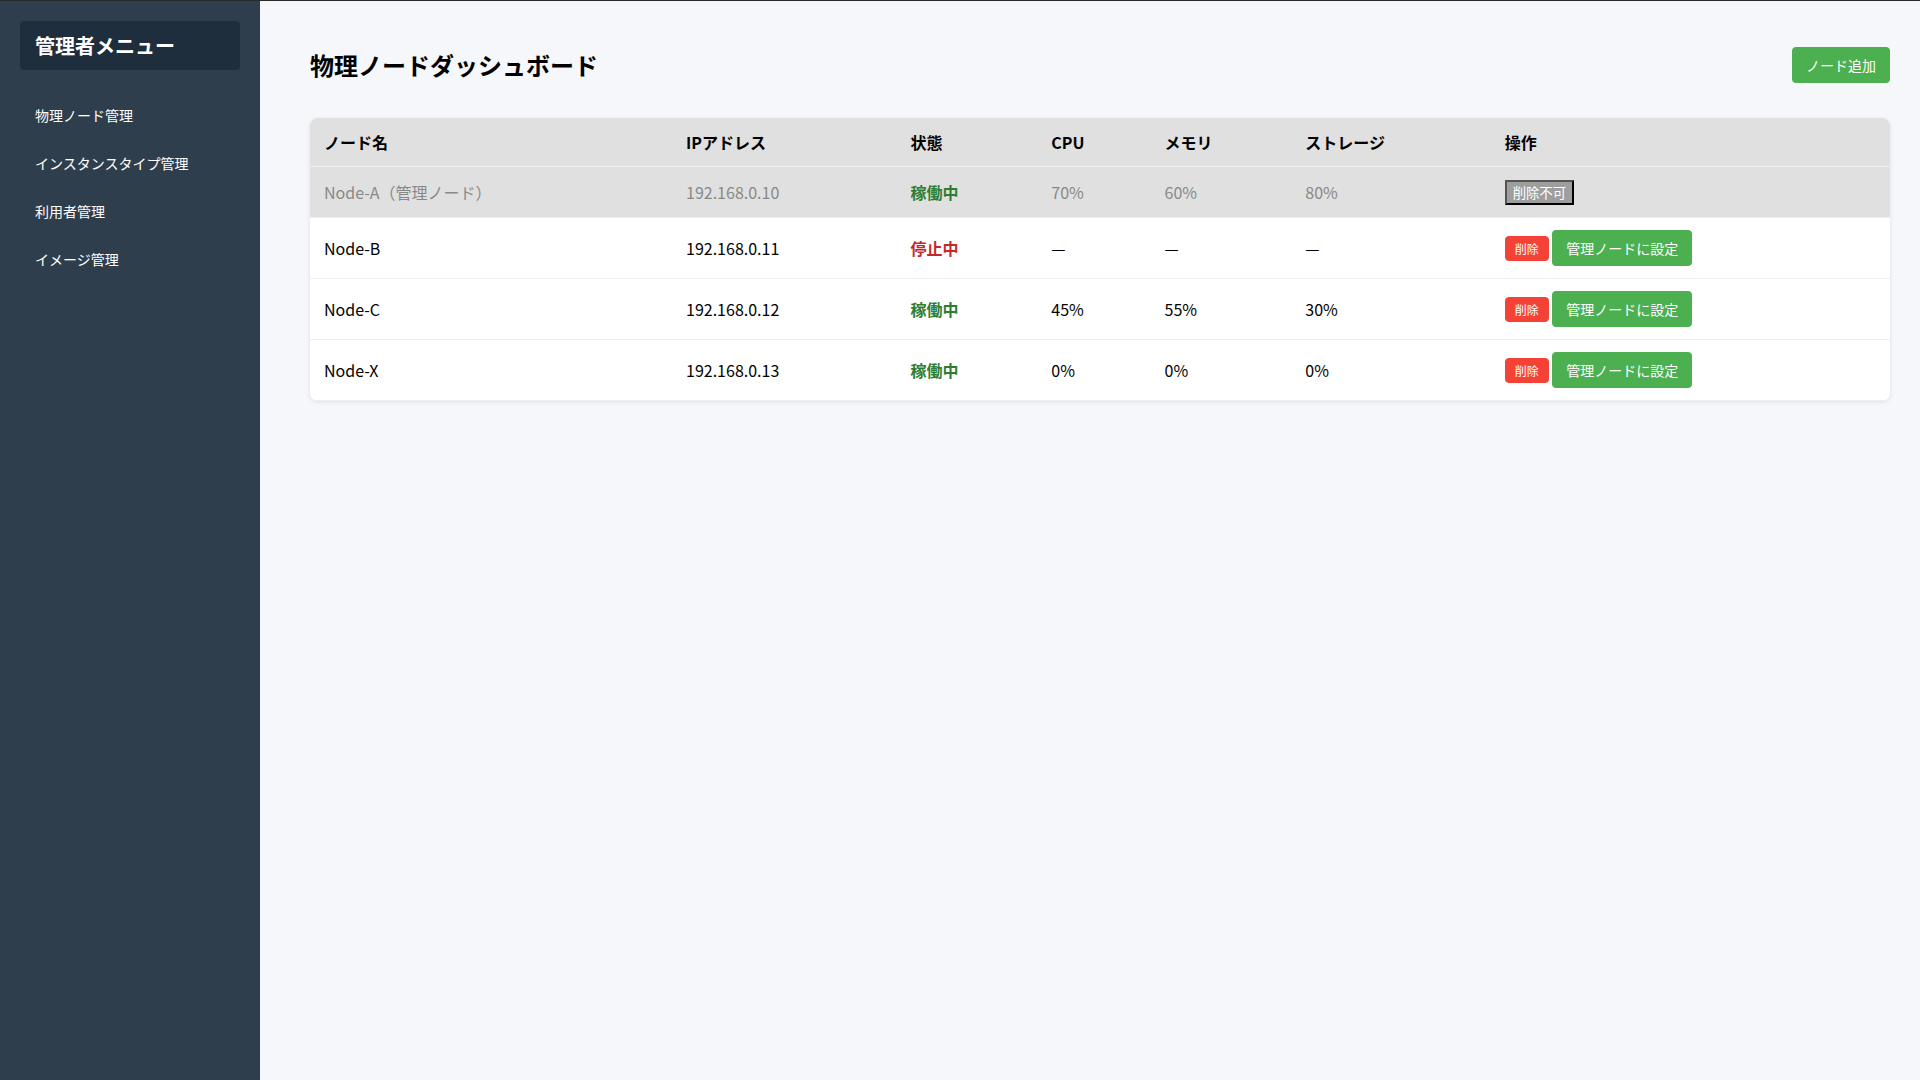 管理者メニュー
物理ノード管理
インスタンスタイプ管理
利用者管理
イメージ管理
物理ノードダッシュボード
ノード追加
ノード名 IPアドレス 状態 CPU メモリ ストレージ 操作
Node-A（管理ノード） 192.168.0.10 稼働中 70% 60% 80% 削除不可
Node-B 192.168.0.11 停止中 — — — 削除 管理ノードに設定
Node-C 192.168.0.12 稼働中 45% 55% 30% 削除 管理ノードに設定
Node-X 192.168.0.13 稼働中 0% 0% 0% 削除 管理ノードに設定